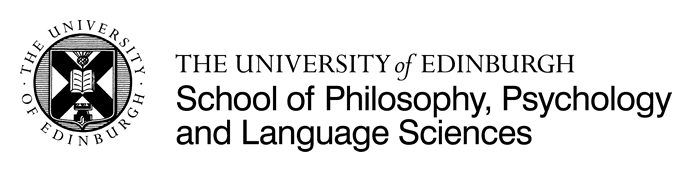 THE UNIVERSITY OF EDINBURGH
THE UNIVERSITY of EDINBURGH
School of Philosophy, Psychology
and Language Sciences